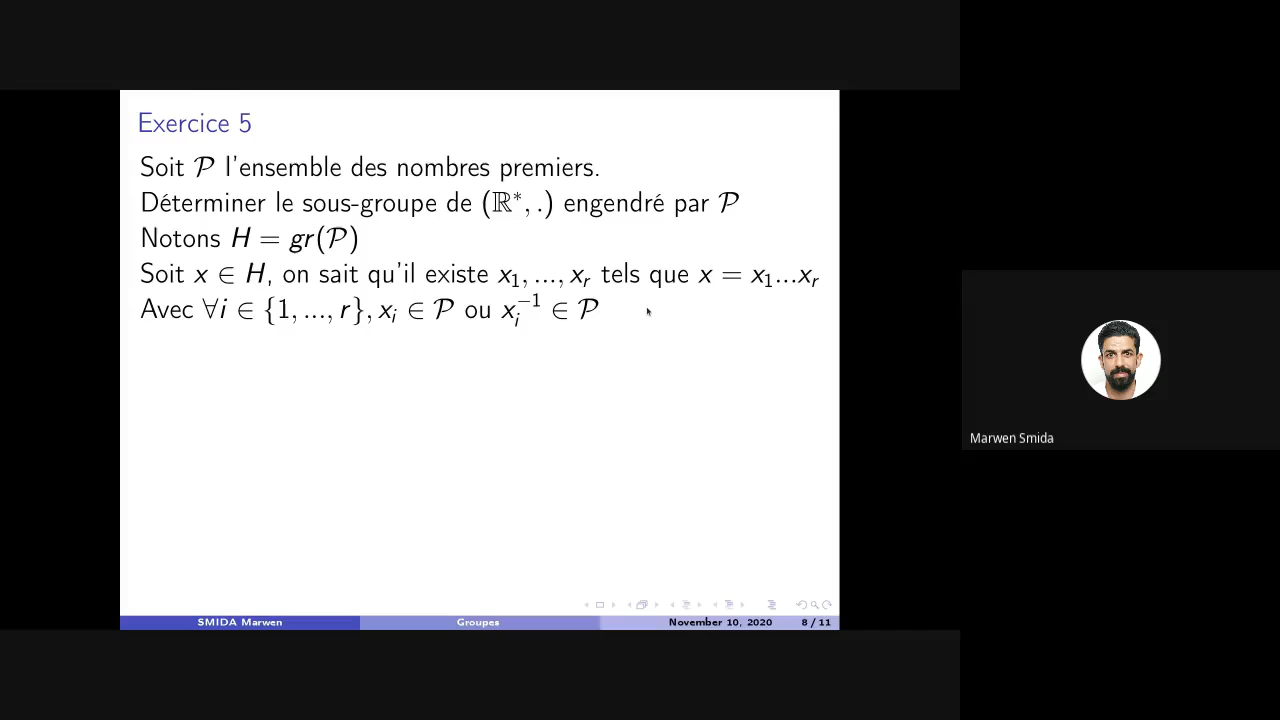 Exercice 5
Soit 𝒫 l'ensemble des nombres premiers.
Déterminer le sous-groupe de (ℝ*, .) engendré par 𝒫
Notons H = gr(𝒫)
Soit x ∈ H, on sait qu'il existe x₁, ..., xᵣ tels que x = x₁...xᵣ
Avec ∀i ∈ {1, ..., r}, xᵢ ∈ 𝒫 ou xᵢ⁻¹ ∈ 𝒫
Marwen Smida
SMIDA Marwen Groupes November 10, 2020 8 / 11